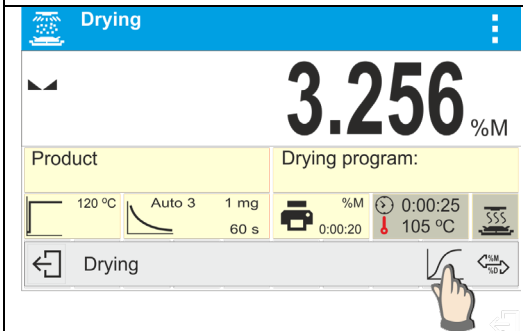 Drying
3.256 %M
Product
Drying program:
120 ºC
Auto 3 1 mg
60 s
%M
0:00:20
0:00:25
105 ºC
Drying
%M
%D